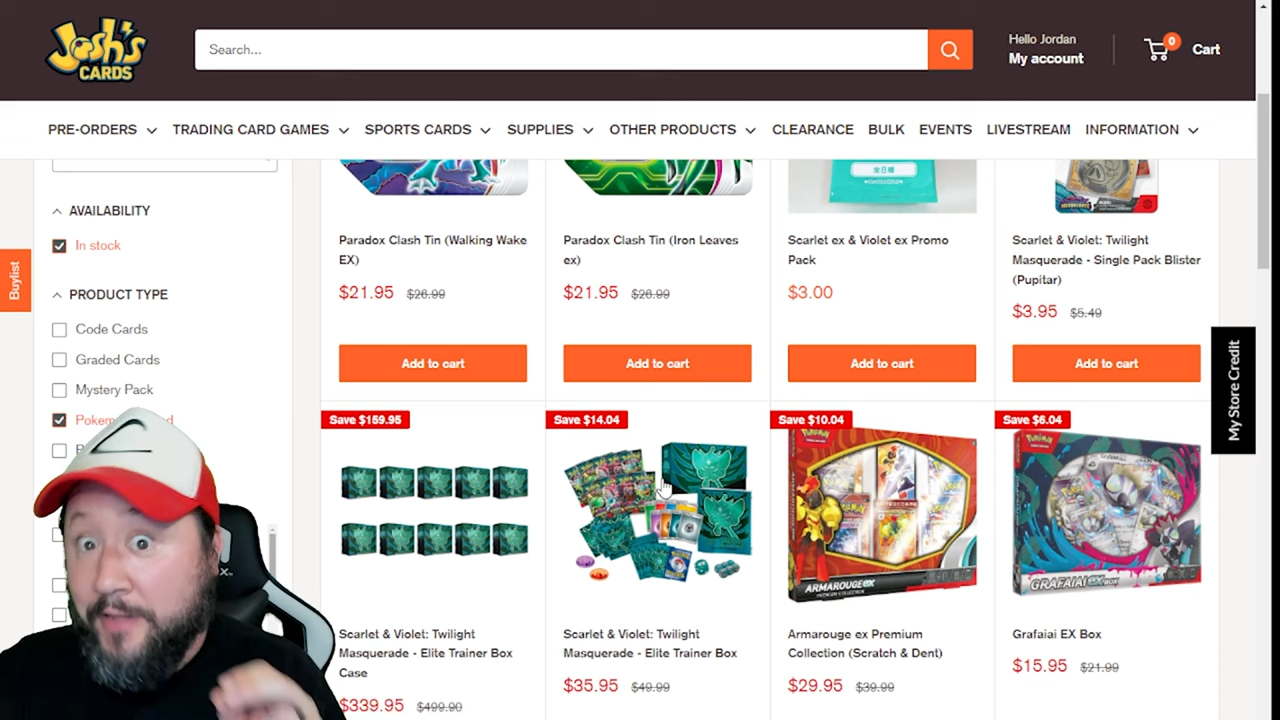 Josh's
CARDS
Search...
Hello Jordan
My account
0
Cart
PRE-ORDERS
TRADING CARD GAMES
SPORTS CARDS
SUPPLIES
OTHER PRODUCTS
CLEARANCE
BULK
EVENTS
LIVESTREAM
INFORMATION
AVAILABILITY
In stock
PRODUCT TYPE
Code Cards
Graded Cards
Mystery Pack
Buylist
My Store Credit
Paradox Clash Tin (Walking Wake
EX)
$21.95 $26.99
Add to cart
Paradox Clash Tin (Iron Leaves
ex)
$21.95 $26.99
Add to cart
Scarlet ex & Violet ex Promo
Pack
$3.00
Add to cart
Scarlet & Violet: Twilight
Masquerade - Single Pack Blister
(Pupitar)
$3.95 $5.49
Add to cart
Save $159.95
Scarlet & Violet: Twilight
Masquerade - Elite Trainer Box
Case
$339.95 $499.90
Save $14.04
Scarlet & Violet: Twilight
Masquerade - Elite Trainer Box
$35.95 $49.99
Save $10.04
ARMAROUGE ex
Armarouge ex Premium
Collection (Scratch & Dent)
$29.95 $39.99
Save $6.04
GRAFAIAI ex BOX
Grafaiai EX Box
$15.95 $21.99